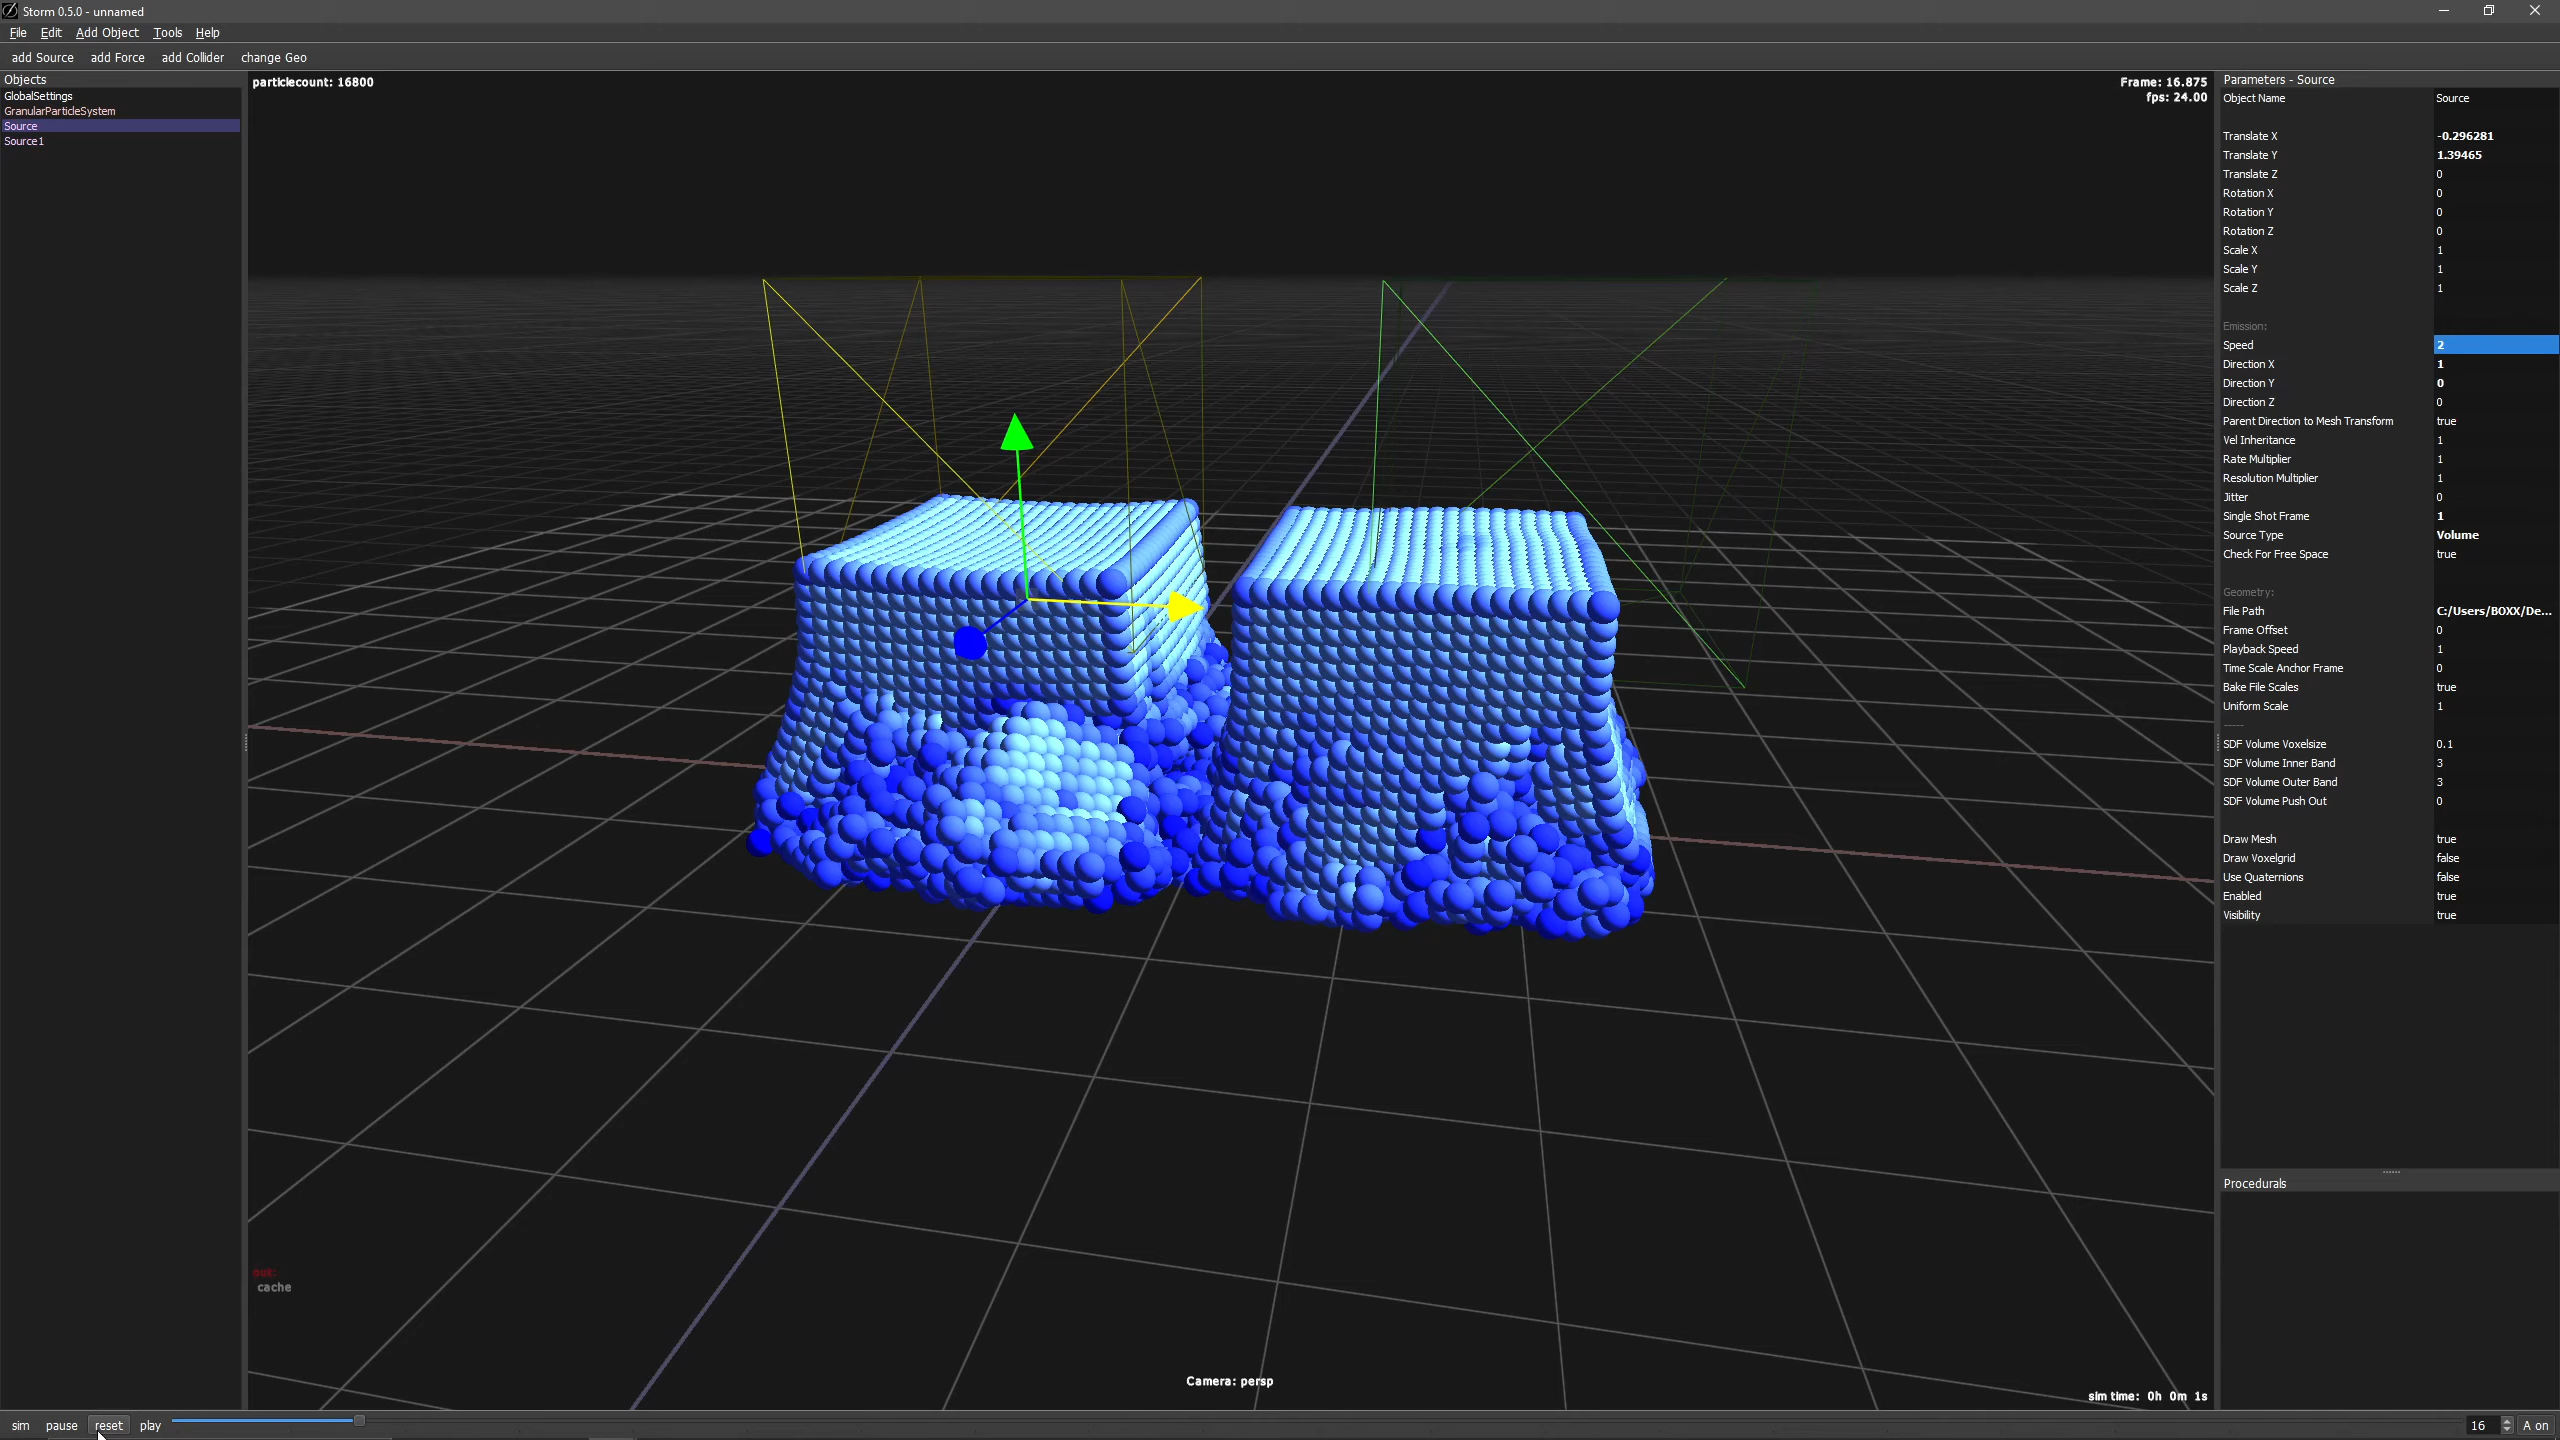 Storm 0.5.0 - unnamed
File Edit Add Object Tools Help
add Source add Force add Collider change Geo
Objects
GlobalSettings
GranularParticleSystem
Source
Source1
particlecount: 16800
Frame: 16.875
fps: 24.00
Parameters - Source
Object Name Source
Translate X -0.296281
Translate Y 1.39465
Translate Z 0
Rotation X 0
Rotation Y 0
Rotation Z 0
Scale X 1
Scale Y 1
Scale Z 1
Emission:
Speed 2
Direction X 1
Direction Y 0
Direction Z 0
Parent Direction to Mesh Transform true
Vel Inheritance 1
Rate Multiplier 1
Resolution Multiplier 1
Jitter 0
Single Shot Frame 1
Source Type Volume
Check For Free Space true
Geometry:
File Path C:/Users/BOXX/De...
Frame Offset 0
Playback Speed 1
Time Scale Anchor Frame 0
Bake File Scales true
Uniform Scale 1
-----
SDF Volume Voxelsize 0.1
SDF Volume Inner Band 3
SDF Volume Outer Band 3
SDF Volume Push Out 0
Draw Mesh true
Draw Voxelgrid false
Use Quaternions false
Enabled true
Visibility true
Procedurals
out:
cache
Camera: persp
sim time: 0h 0m 1s
sim pause reset play 16 A on